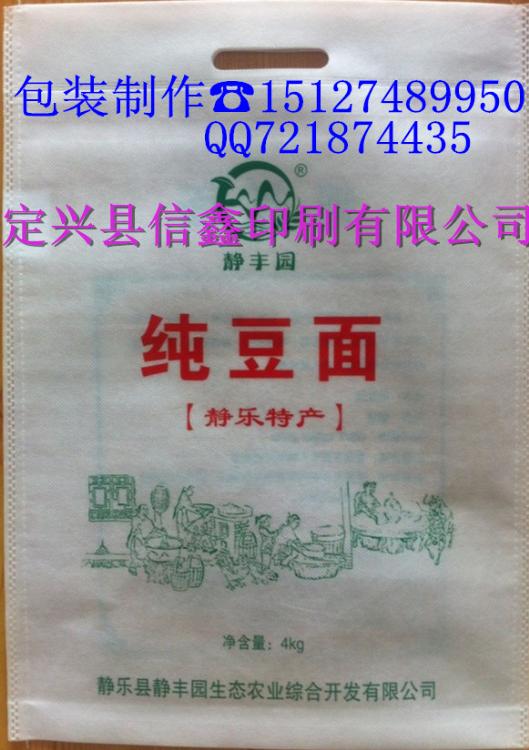 包装制作☎15127489950
QQ721874435
®
定兴县信鑫印刷有限公司
静丰园
纯豆面
【静乐特产】
净含量：4kg
静乐县静丰园生态农业综合开发有限公司